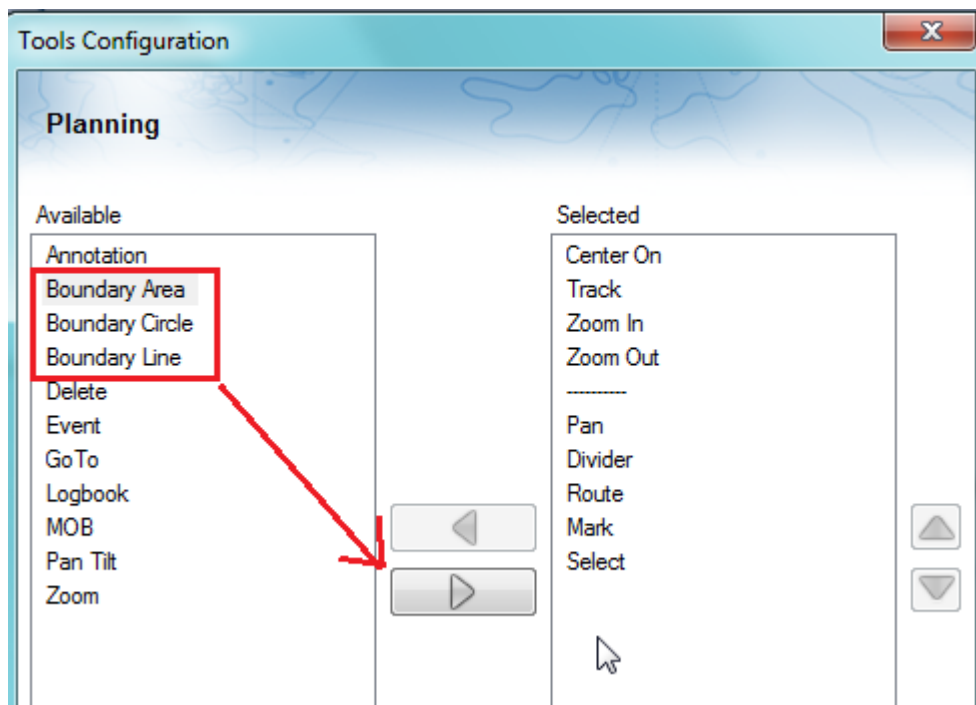 Tools Configuration
Planning
Available
Annotation
Boundary Area
Boundary Circle
Boundary Line
Delete
Event
GoTo
Logbook
MOB
Pan Tilt
Zoom
Selected
Center On
Track
Zoom In
Zoom Out
----------
Pan
Divider
Route
Mark
Select